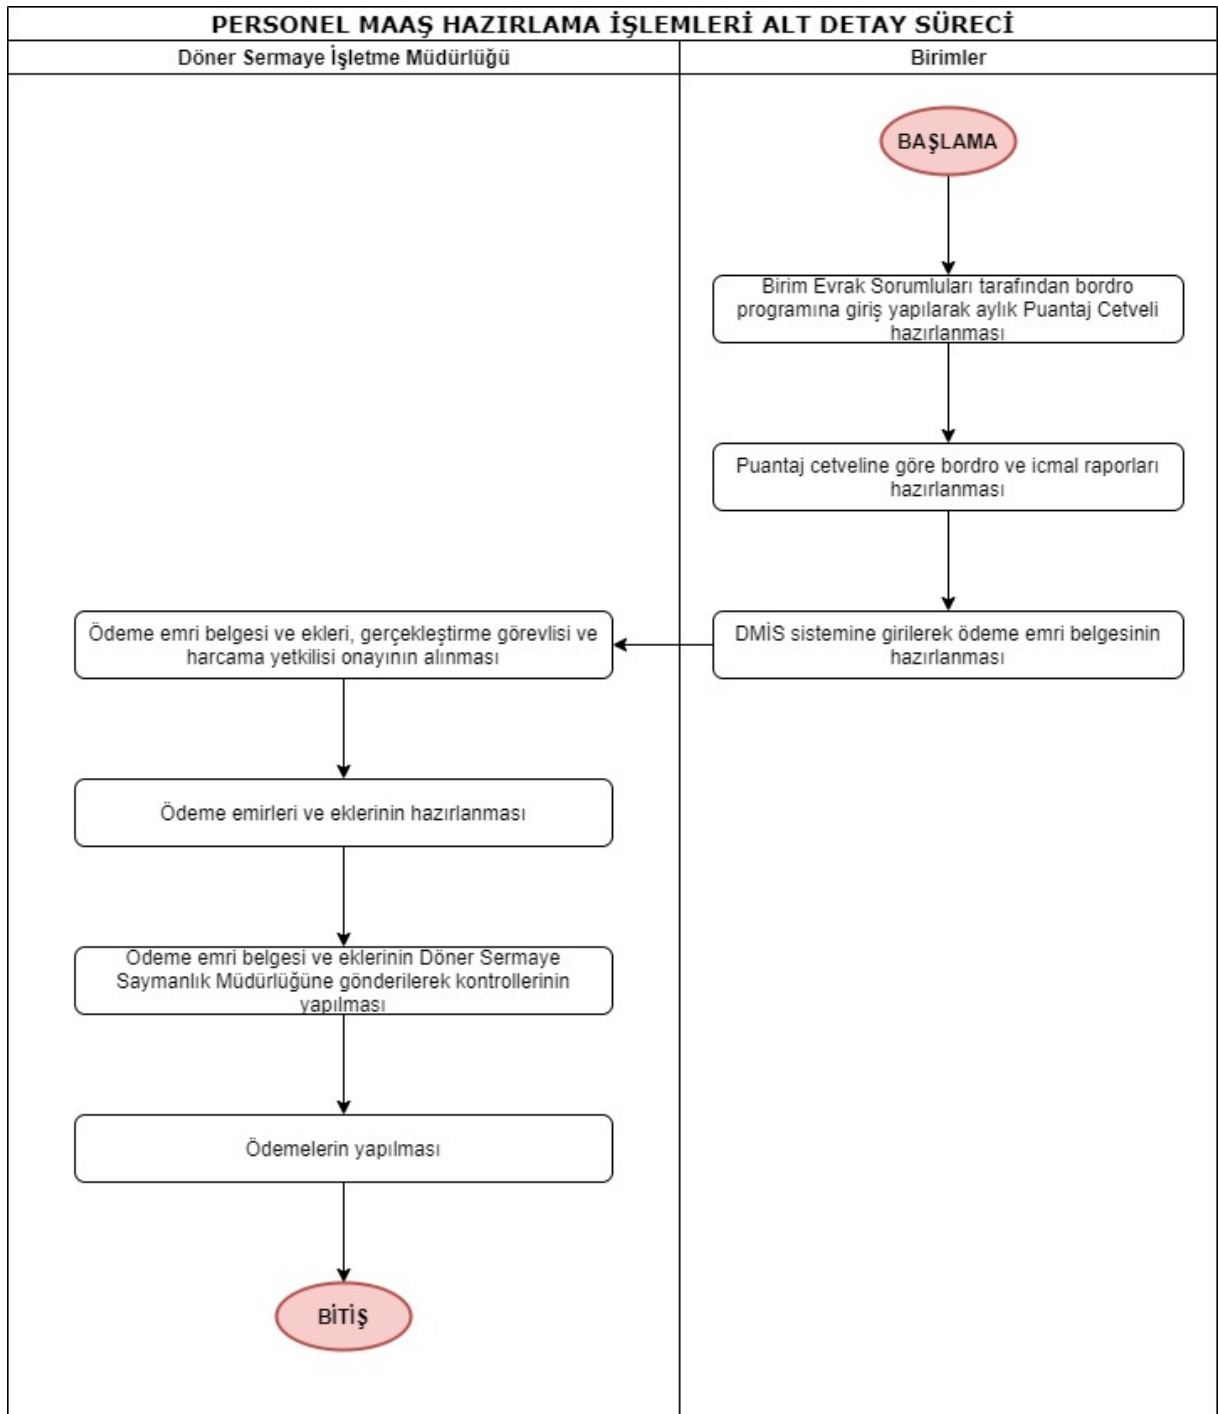 PERSONEL MAAŞ HAZIRLAMA İŞLEMLERİ ALT DETAY SÜRECİ
Döner Sermaye İşletme Müdürlüğü
Birimler
BAŞLAMA
Birim Evrak Sorumluları tarafından bordro
programına giriş yapılarak aylık Puantaj Cetveli
hazırlanması
Puantaj cetveline göre bordro ve icmal raporları
hazırlanması
DMİS sistemine girilerek ödeme emri belgesinin
hazırlanması
Ödeme emri belgesi ve ekleri, gerçekleştirme görevlisi ve
harcama yetkilisi onayının alınması
Ödeme emirleri ve eklerinin hazırlanması
Ödeme emri belgesi ve eklerinin Döner Sermaye
Saymanlık Müdürlüğüne gönderilerek kontrollerinin
yapılması
Ödemelerin yapılması
BİTİŞ